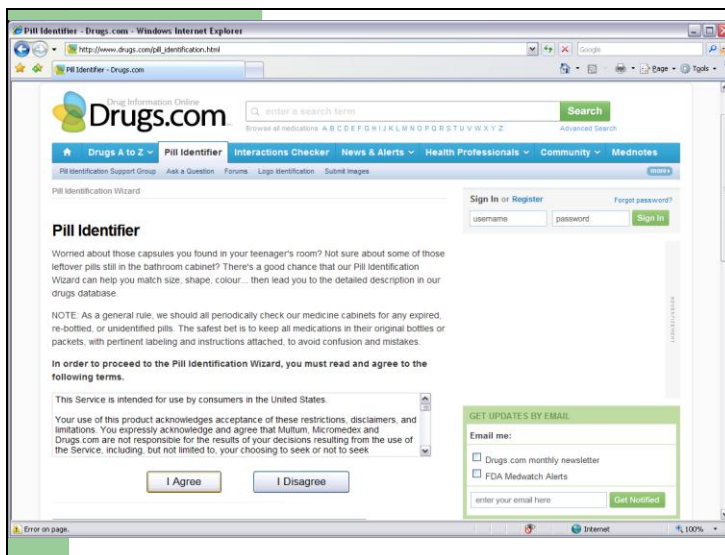 Pill Identifier - Drugs.com - Windows Internet Explorer
http://www.drugs.com/pill_identification.html
Google
Pill Identifier - Drugs.com
Page
Tools
Drug Information Online
Drugs.com
enter a search term
Search
Browse all medications A B C D E F G H I J K L M N O P Q R S T U V W X Y Z
Advanced Search
Drugs A to Z
Pill Identifier
Interactions Checker
News & Alerts
Health Professionals
Community
Mednotes
Pill Identification Support Group
Ask a Question
Forums
Logo Identification
Submit Images
more
Pill Identification Wizard
Sign In or Register
Forgot password?
username
password
Sign In
Pill Identifier
Worried about those capsules you found in your teenager's room? Not sure about some of those
leftover pills still in the bathroom cabinet? There's a good chance that our Pill Identification
Wizard can help you match size, shape, colour... then lead you to the detailed description in our
drugs database.
NOTE: As a general rule, we should all periodically check our medicine cabinets for any expired,
re-bottled, or unidentified pills. The safest bet is to keep all medications in their original bottles or
packets, with pertinent labeling and instructions attached, to avoid confusion and mistakes.
In order to proceed to the Pill Identification Wizard, you must read and agree to the
following terms.
This Service is intended for use by consumers in the United States.
Your use of this product acknowledges acceptance of these restrictions, disclaimers, and
limitations. You expressly acknowledge and agree that Multum, Micromedex and
Drugs.com are not responsible for the results of your decisions resulting from the use of
the Service, including, but not limited to, your choosing to seek or not to seek
I Agree
I Disagree
ADVERTISEMENT
GET UPDATES BY EMAIL
Email me:
Drugs.com monthly newsletter
FDA Medwatch Alerts
enter your email here
Get Notified
Error on page.
Internet
100%